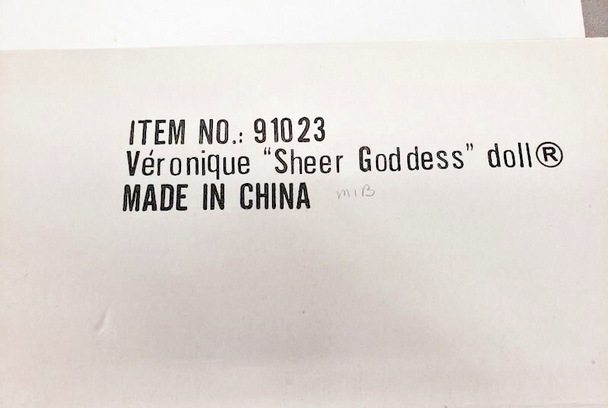 ITEM NO.: 91023
Véronique "Sheer Goddess" doll®
MADE IN CHINA MIB